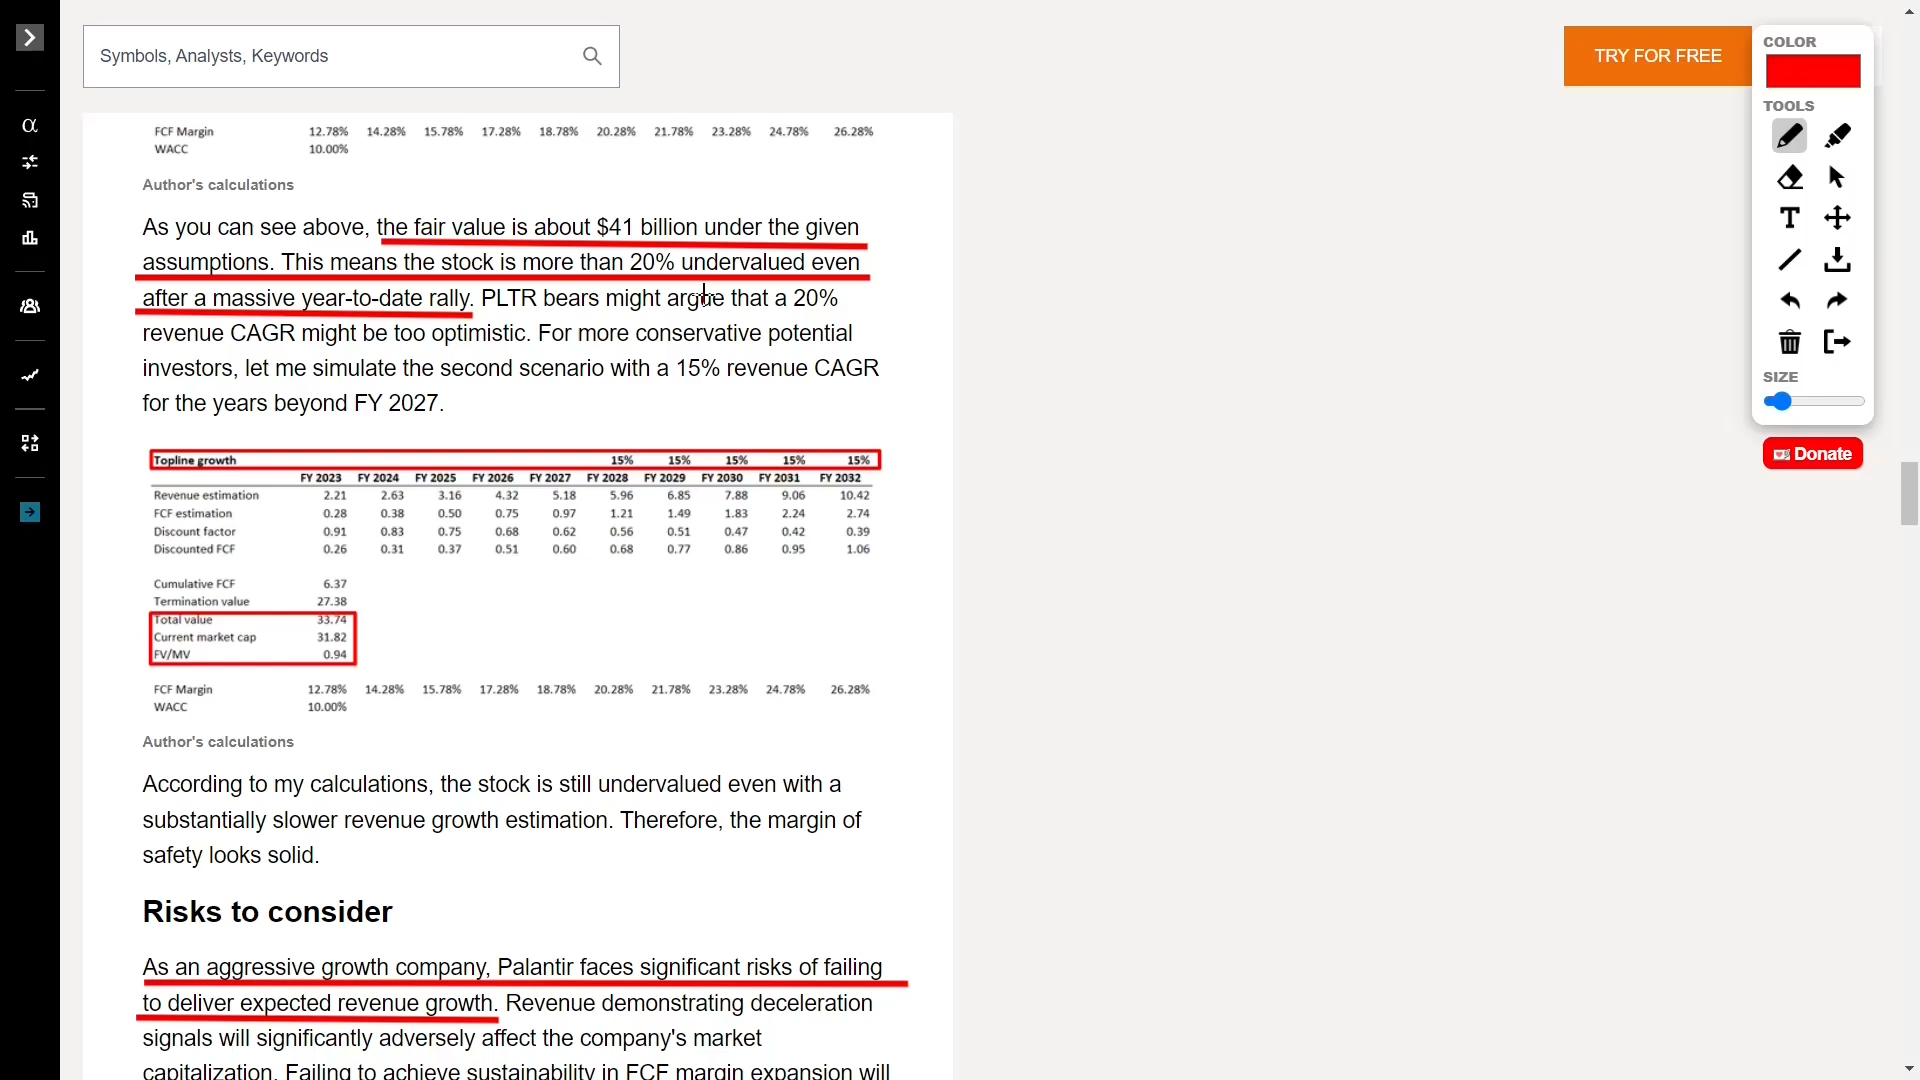 Symbols, Analysts, Keywords
TRY FOR FREE
COLOR
TOOLS
T
SIZE
Donate
α
FCF Margin 12.78% 14.28% 15.78% 17.28% 18.78% 20.28% 21.78% 23.28% 24.78% 26.28%
WACC 10.00%
Author's calculations
As you can see above, the fair value is about $41 billion under the given
assumptions. This means the stock is more than 20% undervalued even
after a massive year-to-date rally. PLTR bears might argue that a 20%
revenue CAGR might be too optimistic. For more conservative potential
investors, let me simulate the second scenario with a 15% revenue CAGR
for the years beyond FY 2027.
Topline growth 15% 15% 15% 15% 15%
FY 2023 FY 2024 FY 2025 FY 2026 FY 2027 FY 2028 FY 2029 FY 2030 FY 2031 FY 2032
Revenue estimation 2.21 2.63 3.16 4.32 5.18 5.96 6.85 7.88 9.06 10.42
FCF estimation 0.28 0.38 0.50 0.75 0.97 1.21 1.49 1.83 2.24 2.74
Discount factor 0.91 0.83 0.75 0.68 0.62 0.56 0.51 0.47 0.42 0.39
Discounted FCF 0.26 0.31 0.37 0.51 0.60 0.68 0.77 0.86 0.95 1.06
Cumulative FCF 6.37
Termination value 27.38
Total value 33.74
Current market cap 31.82
FV/MV 0.94
FCF Margin 12.78% 14.28% 15.78% 17.28% 18.78% 20.28% 21.78% 23.28% 24.78% 26.28%
WACC 10.00%
Author's calculations
According to my calculations, the stock is still undervalued even with a
substantially slower revenue growth estimation. Therefore, the margin of
safety looks solid.
Risks to consider
As an aggressive growth company, Palantir faces significant risks of failing
to deliver expected revenue growth. Revenue demonstrating deceleration
signals will significantly adversely affect the company's market
capitalization. Failing to achieve sustainability in FCF margin expansion will